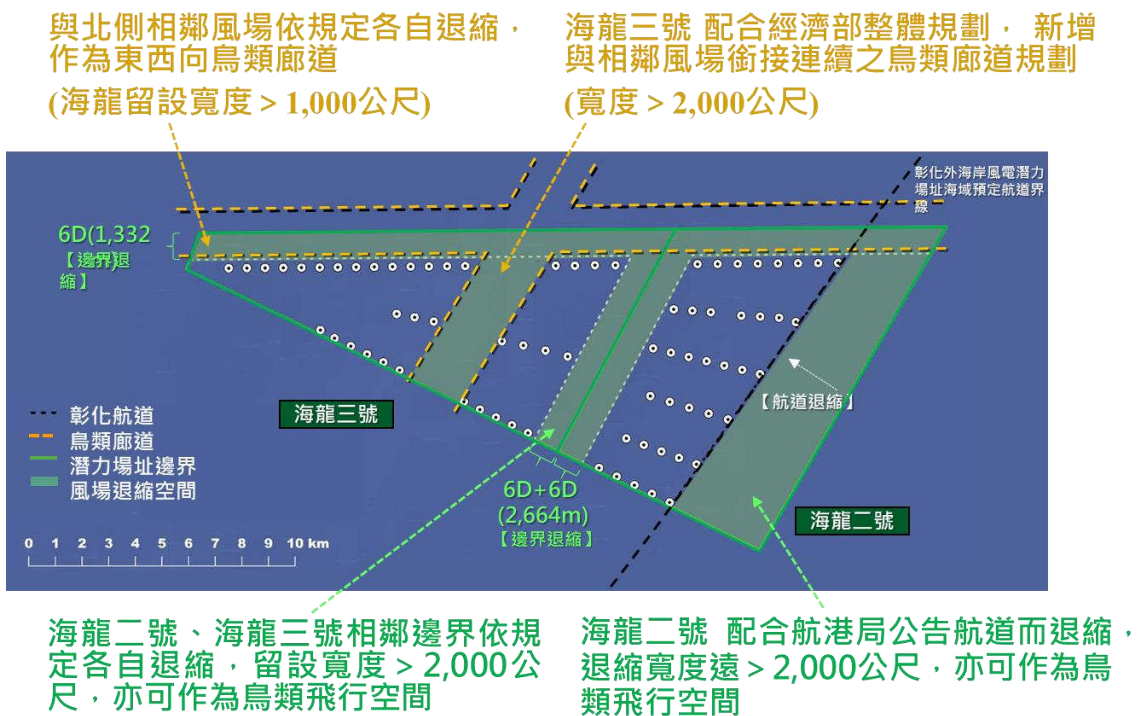 與北側相鄰風場依規定各自退縮，
作為東西向鳥類廊道
(海龍留設寬度 > 1,000公尺)
海龍三號 配合經濟部整體規劃， 新增
與相鄰風場銜接連續之鳥類廊道規劃
(寬度 > 2,000公尺)
彰化外海岸風電潛力
場址海域預定航道界
線
6D(1,332
【邊界退
縮】
【航道退縮】
海龍三號
彰化航道
鳥類廊道
潛力場址邊界
風場退縮空間
6D+6D
(2,664m)
【邊界退縮】
海龍二號
0 1 2 3 4 5 6 7 8 9 10 km
海龍二號、海龍三號相鄰邊界依規
定各自退縮，留設寬度 > 2,000公
尺，亦可作為鳥類飛行空間
海龍二號 配合航港局公告航道而退縮，
退縮寬度遠 > 2,000公尺，亦可作為鳥
類飛行空間